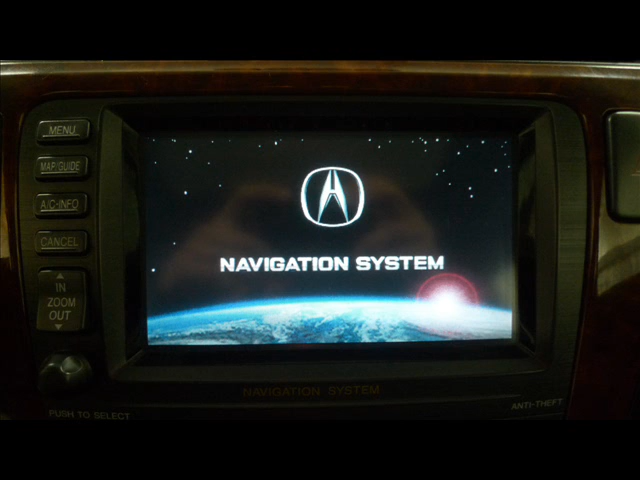 MENU
MAP/GUIDE
A/C-INFO
CANCEL
IN
ZOOM
OUT
NAVIGATION SYSTEM
NAVIGATION SYSTEM
PUSH TO SELECT
ANTI-THEFT